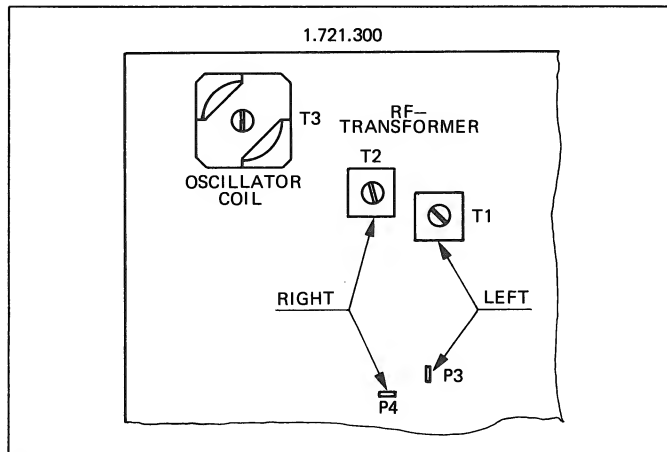 1.721.300
T3
OSCILLATOR
COIL
RF—
TRANSFORMER
T2
T1
RIGHT
LEFT
P3
P4